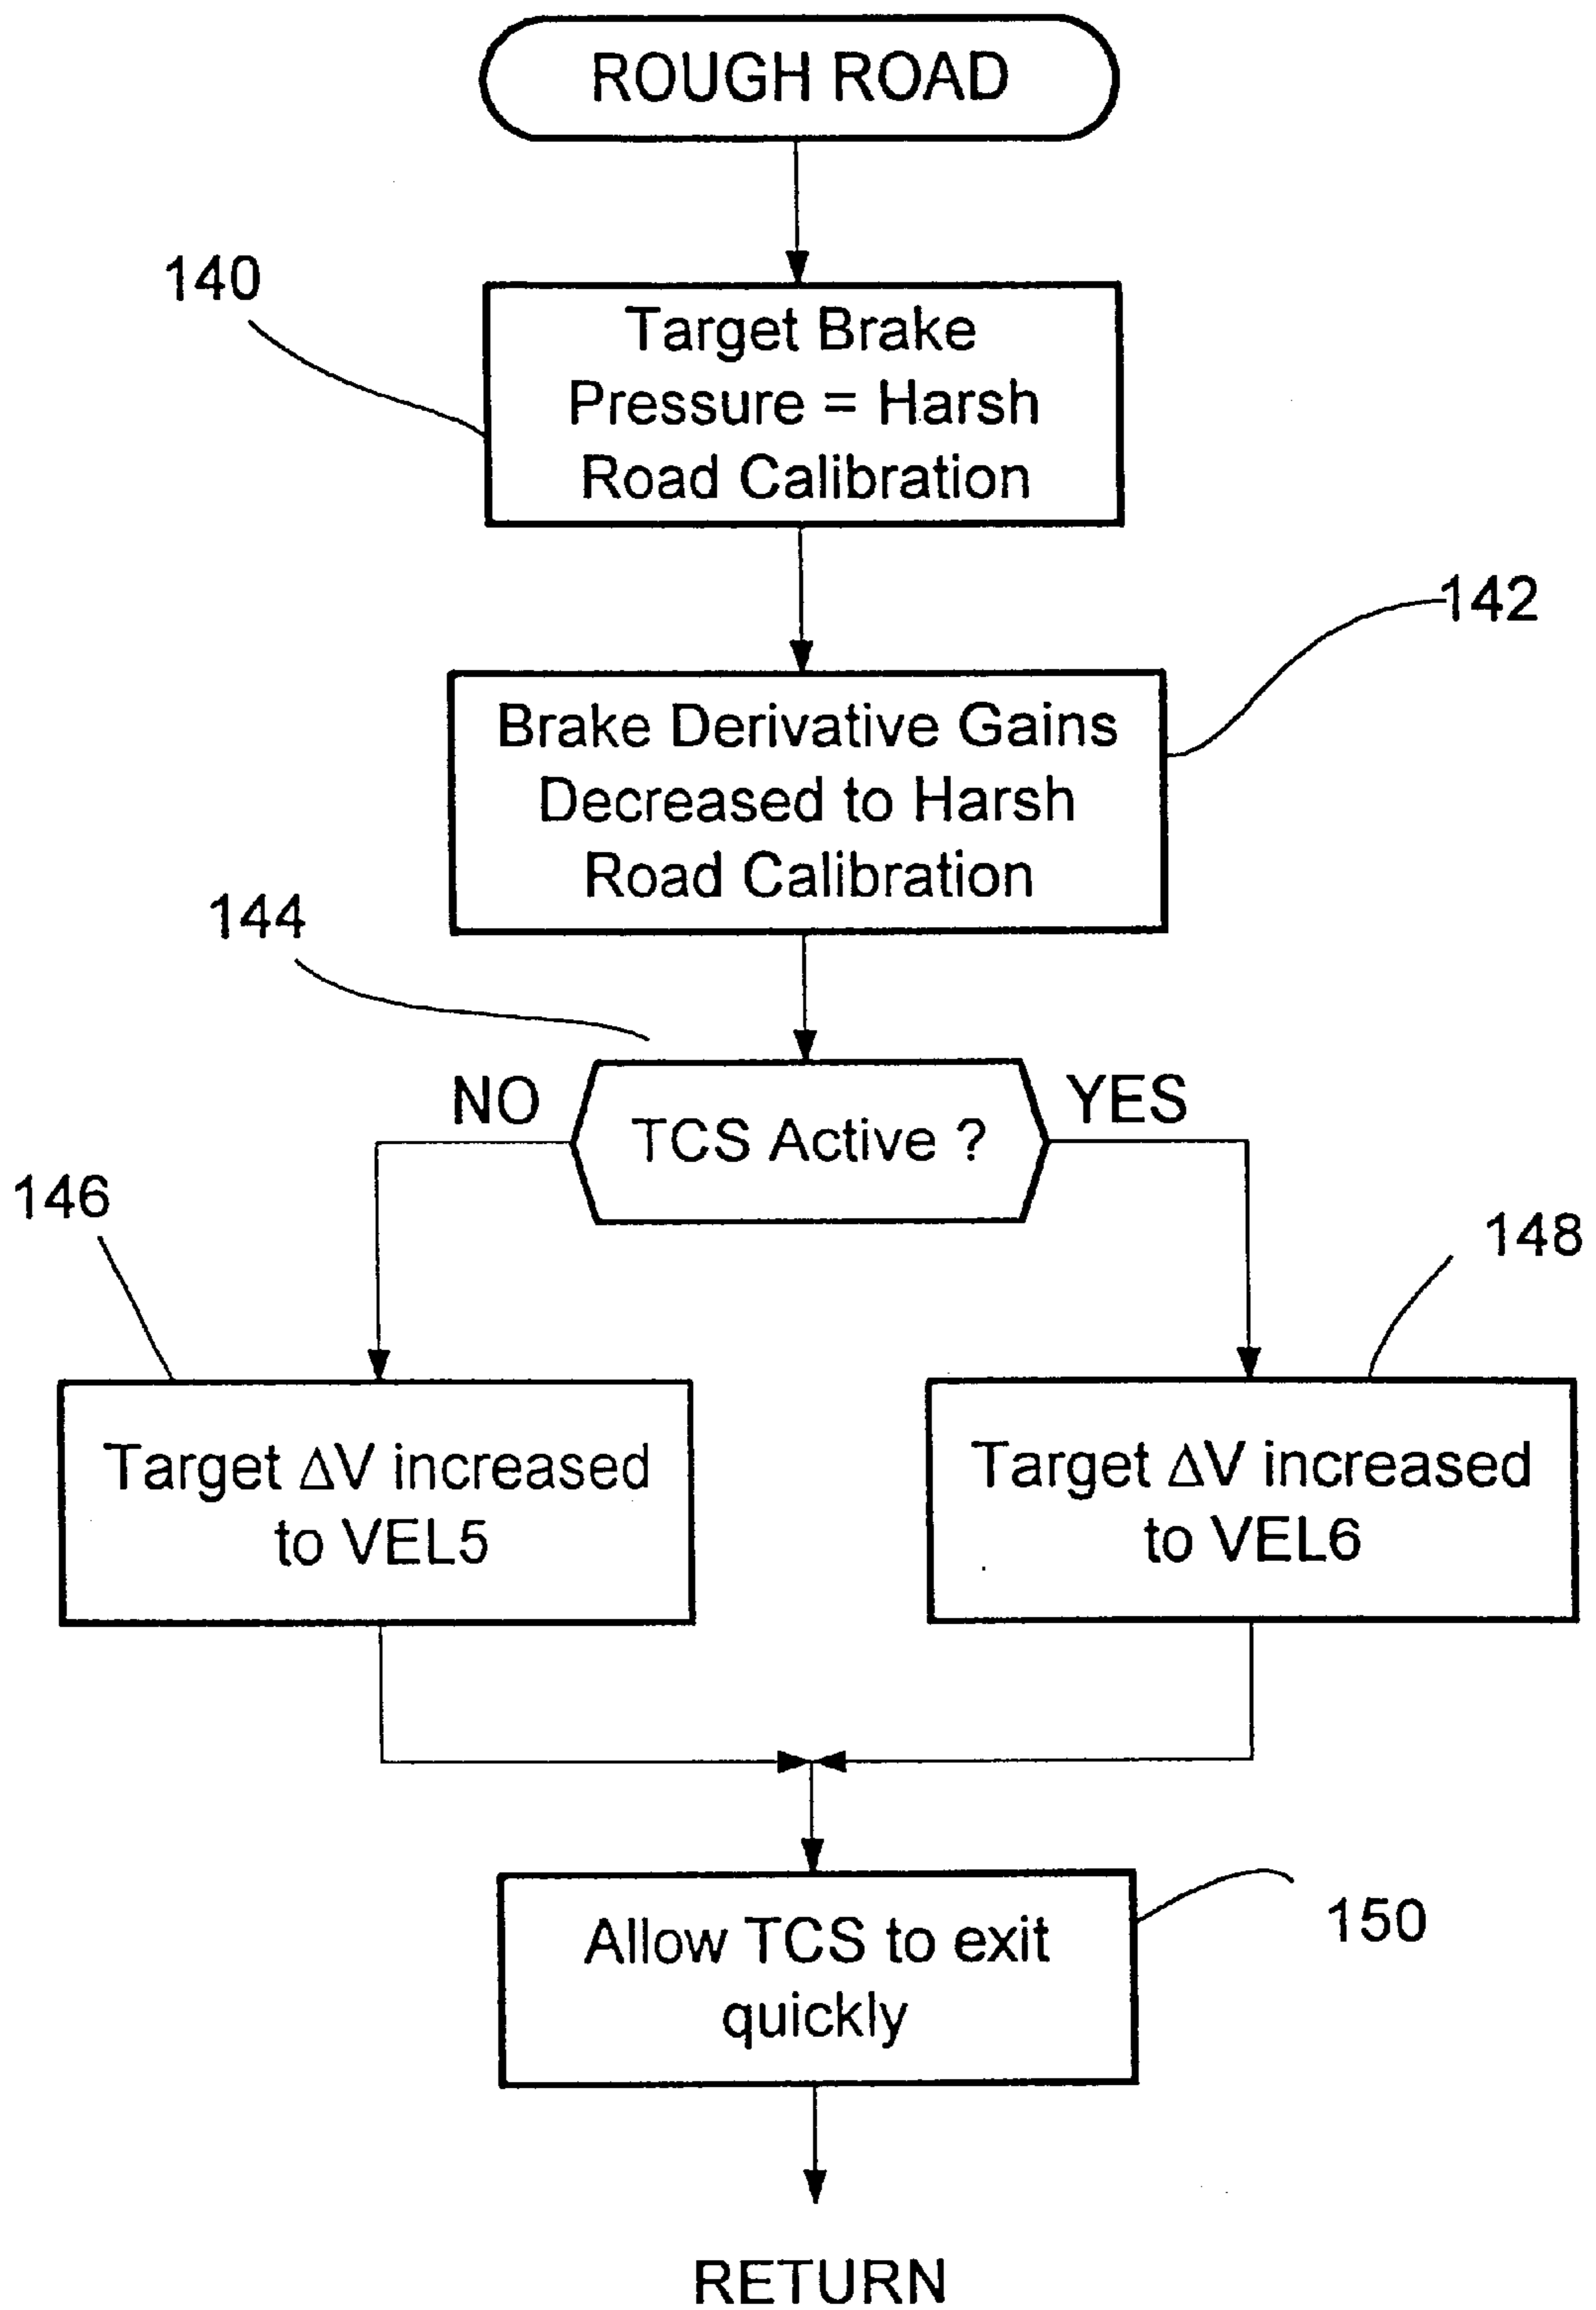 ROUGH ROAD
140
Target Brake
Pressure = Harsh
Road Calibration
142
Brake Derivative Gains
Decreased to Harsh
Road Calibration
144
NO
YES
TCS Active ?
146
148
Target ΔV increased
to VEL5
Target ΔV increased
to VEL6
Allow TCS to exit
quickly
150
RETURN